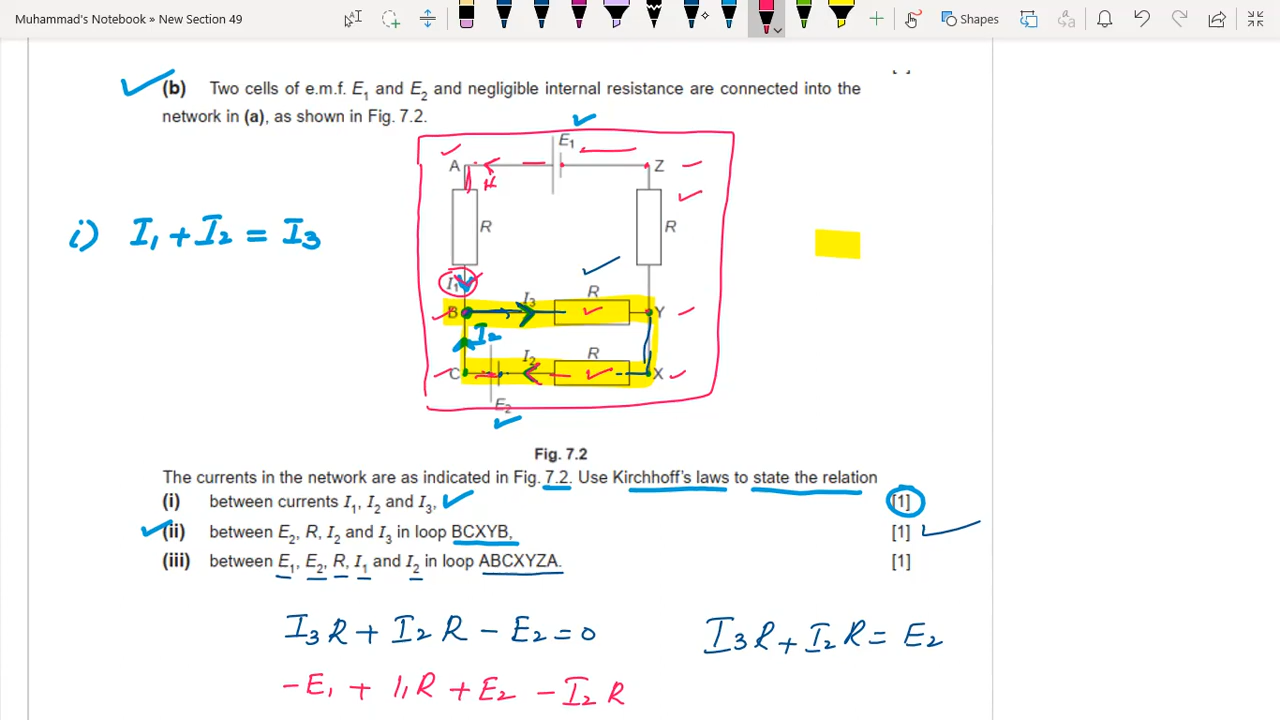 Muhammad's Notebook » New Section 49
Shapes
(b) Two cells of e.m.f. E1 and E2 and negligible internal resistance are connected into the
network in (a), as shown in Fig. 7.2.
E1
A
Z
R
R
i) I1 + I2 = I3
I1
I3
R
B
Y
I2
I2
R
C
X
E2
Fig. 7.2
The currents in the network are as indicated in Fig. 7.2. Use Kirchhoff's laws to state the relation
(i) between currents I1, I2 and I3, [1]
(ii) between E2, R, I2 and I3 in loop BCXYB, [1]
(iii) between E1, E2, R, I1 and I2 in loop ABCXYZA. [1]
I3R + I2R - E2 = 0
I3R + I2R = E2
-E1 + I1R + E2 - I2R